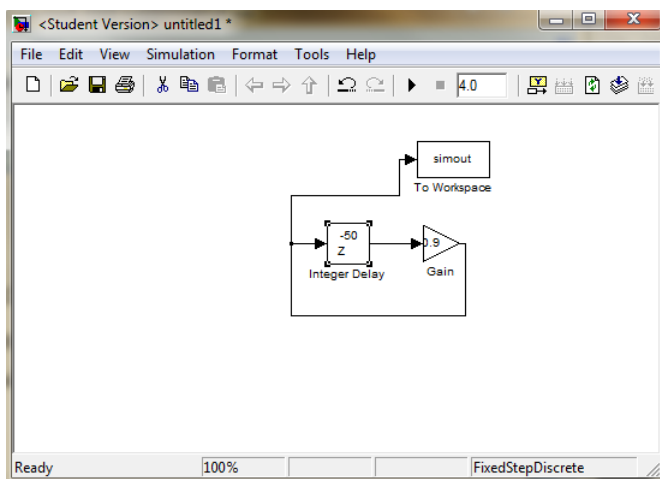 <Student Version> untitled1 *
File Edit View Simulation Format Tools Help
4.0
simout
To Workspace
-50
Z
0.9
Integer Delay
Gain
Ready
100%
FixedStepDiscrete